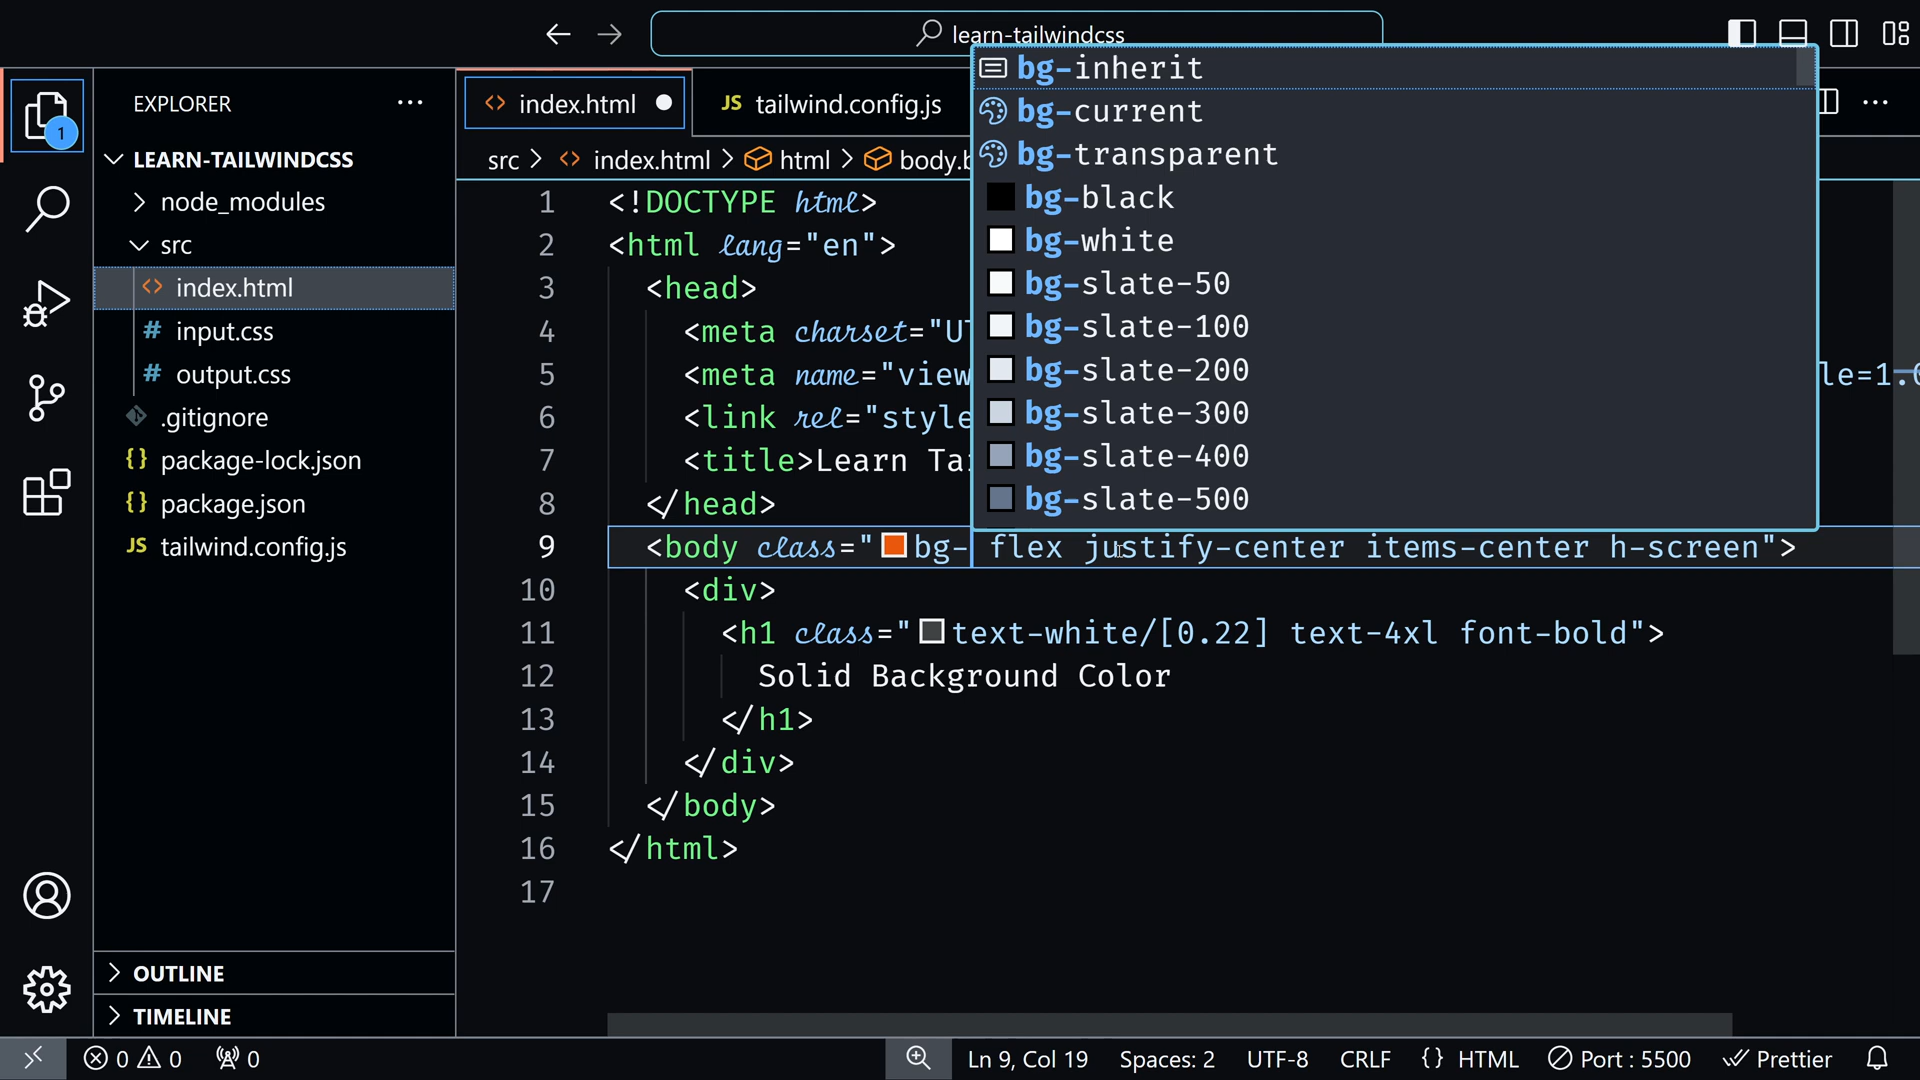 learn-tailwindcss
EXPLORER
LEARN-TAILWINDCSS
node_modules
src
index.html
input.css
output.css
.gitignore
{} package-lock.json
{} package.json
JS tailwind.config.js
OUTLINE
TIMELINE
1
index.html
JS tailwind.config.js
src > index.html > html > body.b
bg-inherit
bg-current
bg-transparent
bg-black
bg-white
bg-slate-50
bg-slate-100
bg-slate-200
bg-slate-300
bg-slate-400
bg-slate-500
1 <!DOCTYPE html>
2 <html lang="en">
3 <head>
4 <meta charset="U
5 <meta name="view le=1.0
6 <link rel="style
7 <title>Learn Ta
8 </head>
9 <body class="bg- flex justify-center items-center h-screen">
10 <div>
11 <h1 class="text-white/[0.22] text-4xl font-bold">
12 Solid Background Color
13 </h1>
14 </div>
15 </body>
16 </html>
17
0 0 0
Ln 9, Col 19 Spaces: 2 UTF-8 CRLF {} HTML Port : 5500 Prettier